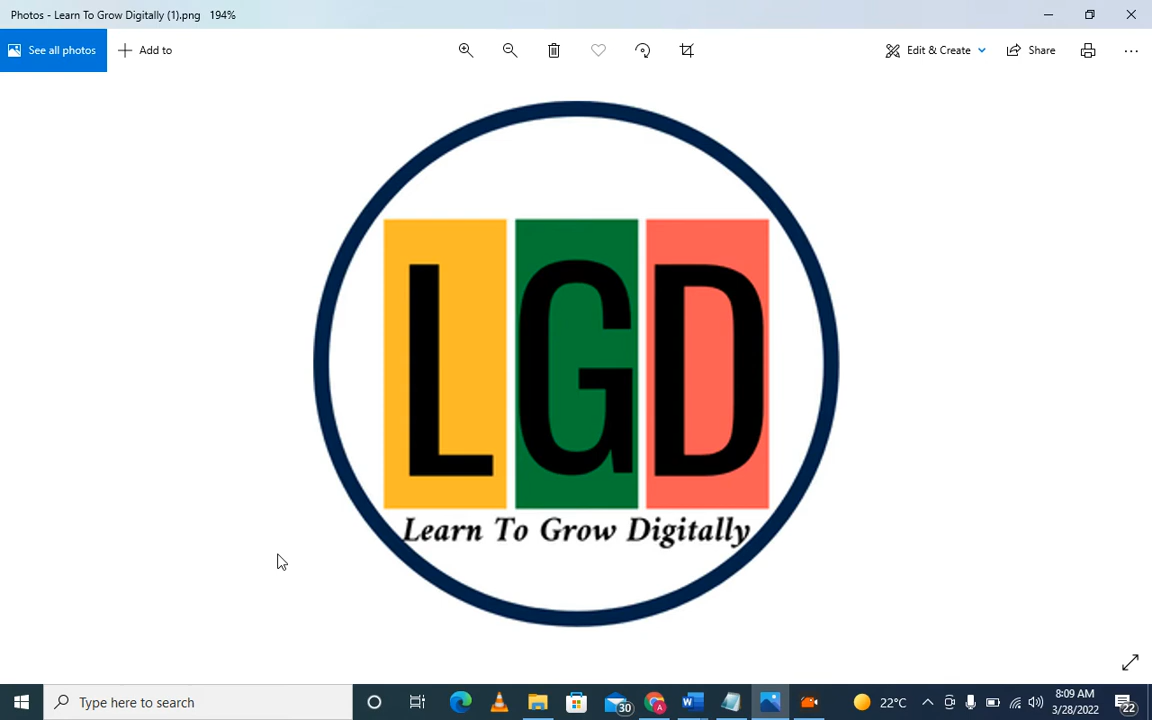 Photos - Learn To Grow Digitally (1).png 194%
See all photos
Add to
Edit & Create
Share
LGD
Learn To Grow Digitally
Type here to search
30
22°C
8:09 AM
3/28/2022
22